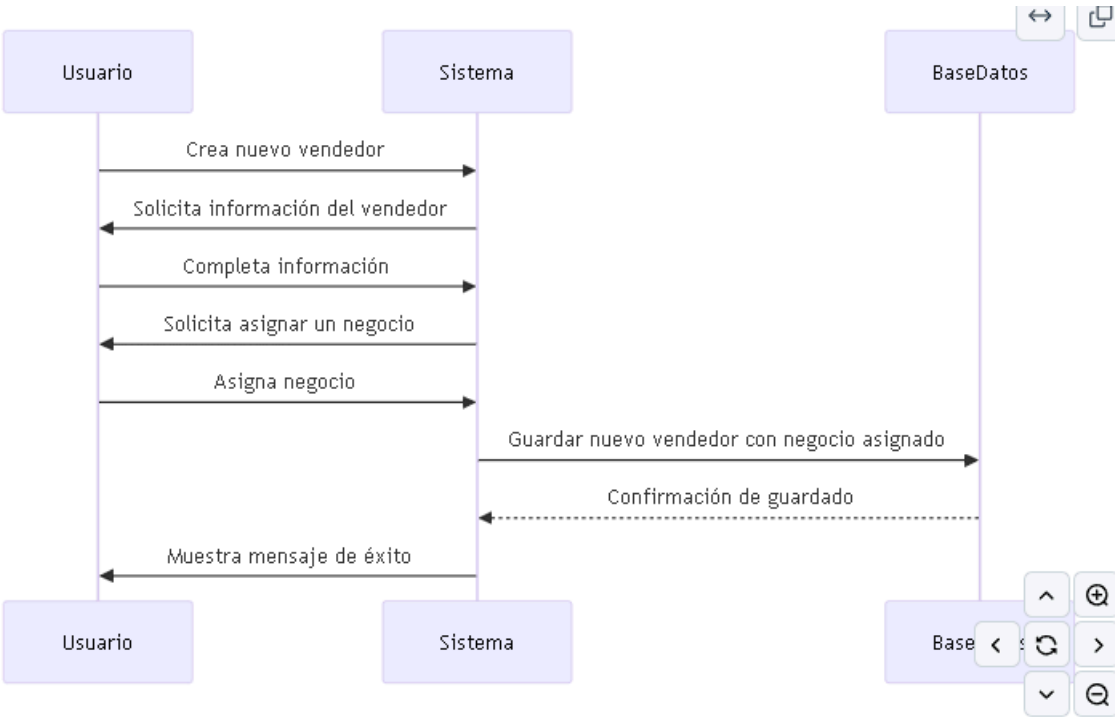 Usuario
Sistema
BaseDatos
Crea nuevo vendedor
Solicita información del vendedor
Completa información
Solicita asignar un negocio
Asigna negocio
Guardar nuevo vendedor con negocio asignado
Confirmación de guardado
Muestra mensaje de éxito
Usuario
Sistema